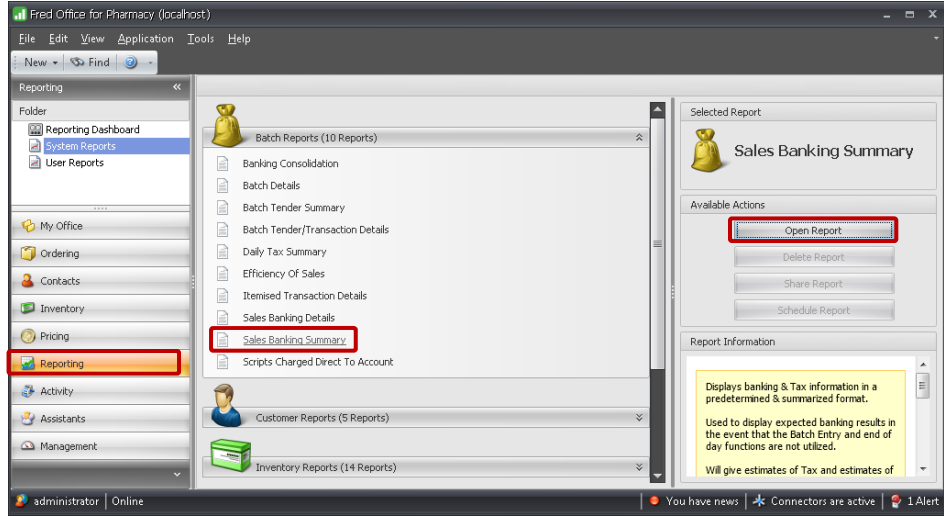 Fred Office for Pharmacy (localhost)
File Edit View Application Tools Help
New Find
Reporting
Folder
Reporting Dashboard
System Reports
User Reports
My Office
Ordering
Contacts
Inventory
Pricing
Reporting
Activity
Assistants
Management
Batch Reports (10 Reports)
Banking Consolidation
Batch Details
Batch Tender Summary
Batch Tender/Transaction Details
Daily Tax Summary
Efficiency Of Sales
Itemised Transaction Details
Sales Banking Details
Sales Banking Summary
Scripts Charged Direct To Account
Customer Reports (5 Reports)
Inventory Reports (14 Reports)
Selected Report
Sales Banking Summary
Available Actions
Open Report
Delete Report
Share Report
Schedule Report
Report Information
Displays banking & Tax information in a
predetermined & summarized format.
Used to display expected banking results in
the event that the Batch Entry and end of
day functions are not utilized.
Will give estimates of Tax and estimates of
administrator Online
You have news Connectors are active 1 Alert